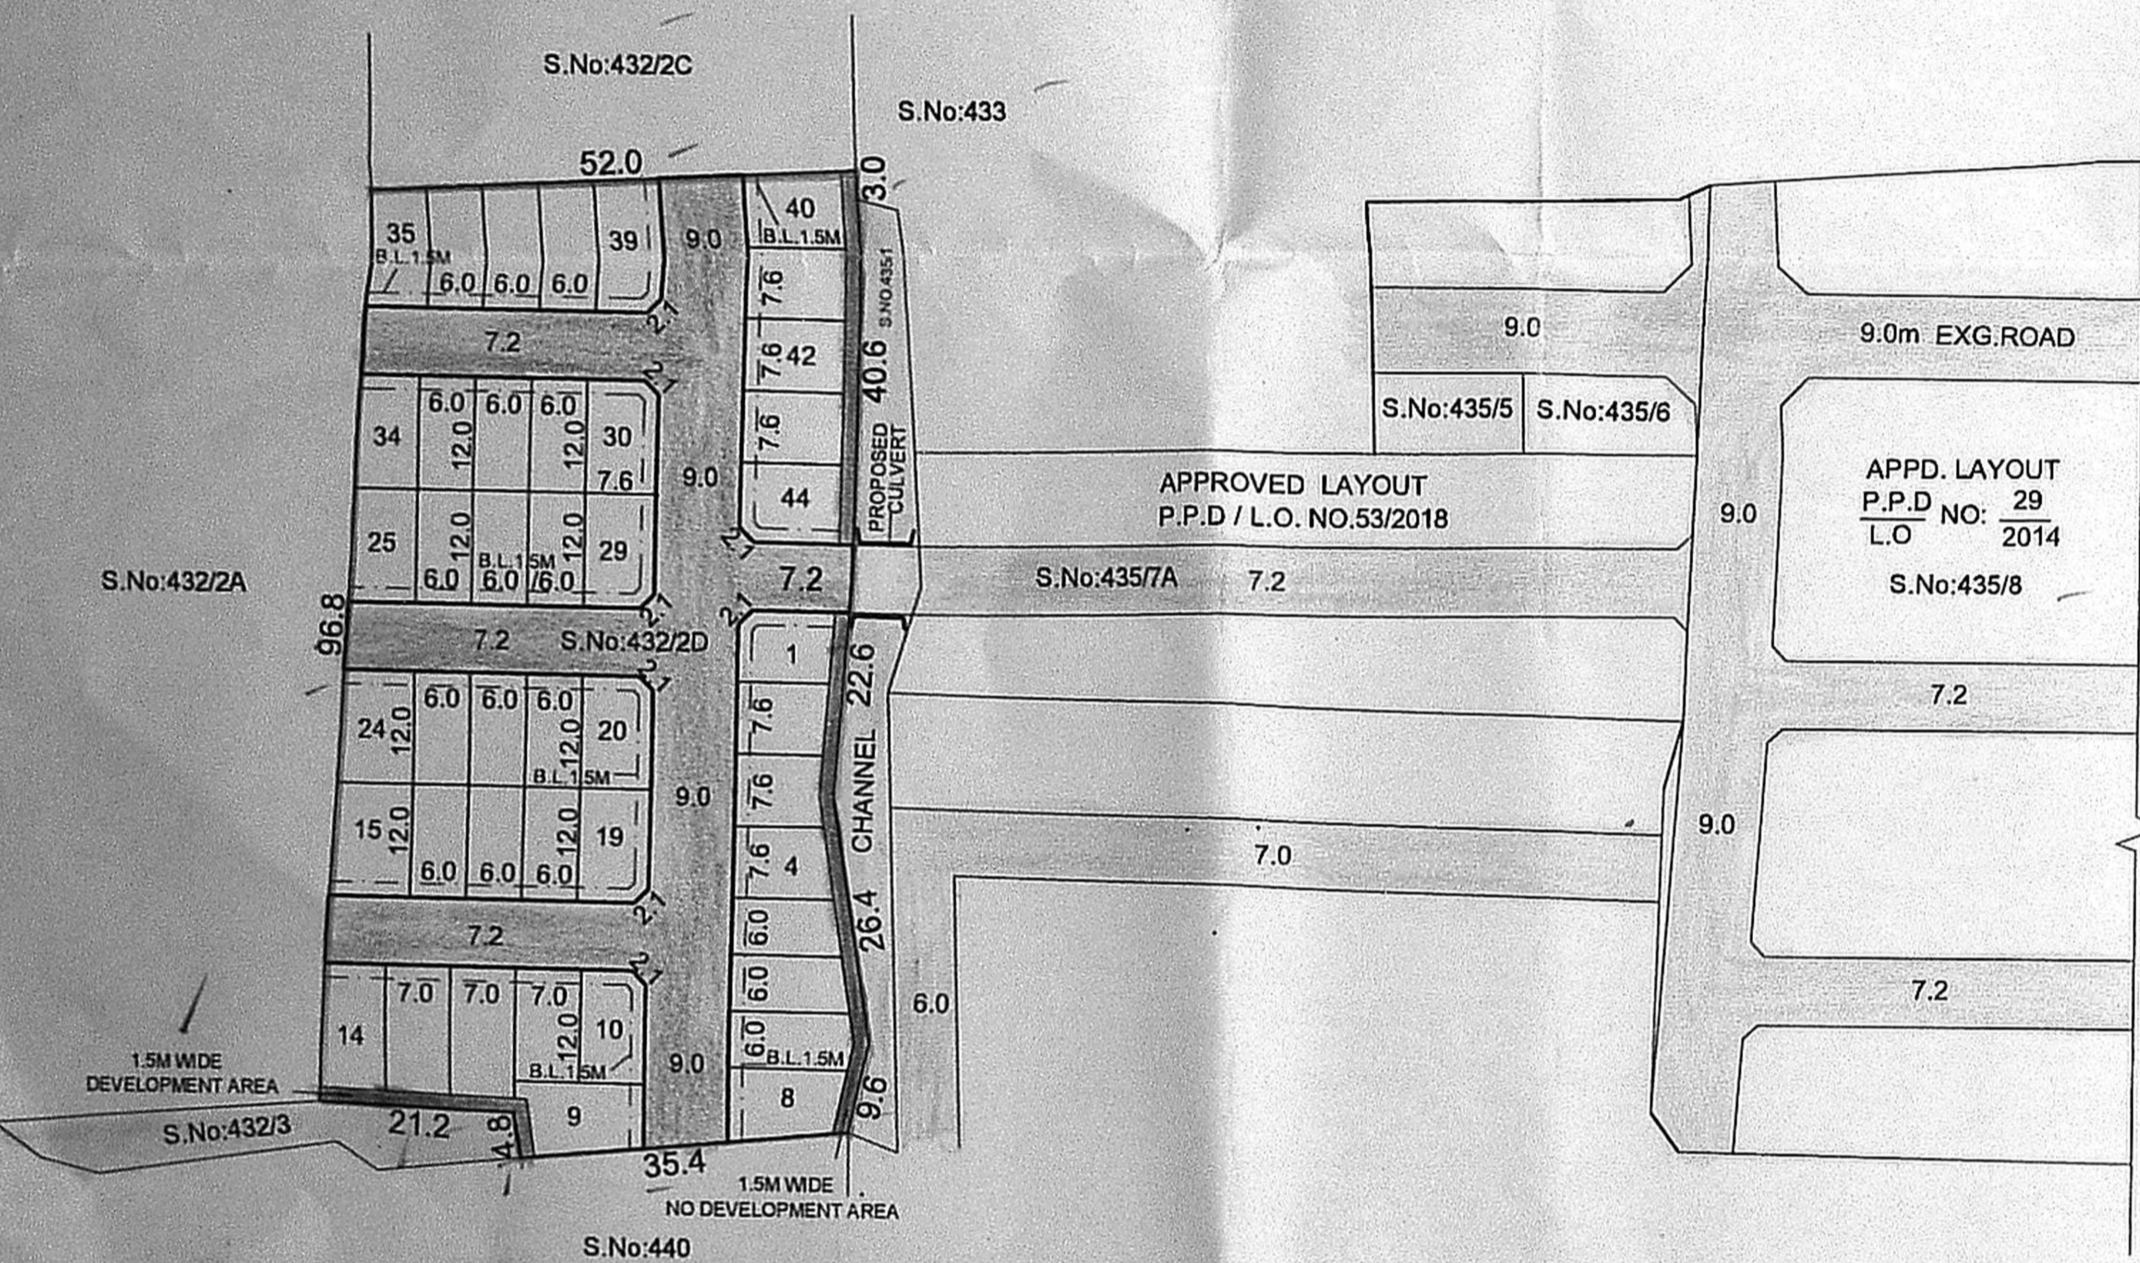 S.No:432/2C
S.No:433
52.0
3.0
35
B.L.1.5M
6.0 6.0 6.0
39
9.0
40
B.L.1.5M
7.6
S.NO.435/1
2.1
7.2
7.6
42
40.6
2.1
9.0
9.0m EXG.ROAD
S.No:435/5
S.No:435/6
6.0 6.0 6.0
34
12.0
12.0
30
7.6
7.6
9.0
44
PROPOSED
CULVERT
APPROVED LAYOUT
P.P.D / L.O. NO.53/2018
9.0
APPD. LAYOUT
P.P.D
L.O
NO:
29
2014
S.No:435/8
25
12.0
B.L.1.5M
12.0
29
6.0 6.0 6.0
2.1
7.2
S.No:435/7A
7.2
S.No:432/2A
96.8
2.1
2.1
7.2
S.No:432/2D
2.1
1
22.6
6.0 6.0 6.0
24
12.0
12.0
20
B.L.1.5M
7.6
CHANNEL
7.2
15
12.0
12.0
19
6.0 6.0 6.0
9.0
7.6
7.6
4
9.0
7.0
2.1
7.2
2.1
6.0
26.4
7.0 7.0 7.0
14
12.0
10
B.L.1.5M
9.0
6.0
6.0
B.L.1.5M
6.0
7.2
1.5M WIDE
DEVELOPMENT AREA
S.No:432/3
21.2
14.8
9
8
9.6
35.4
1.5M WIDE
NO DEVELOPMENT AREA
S.No:440